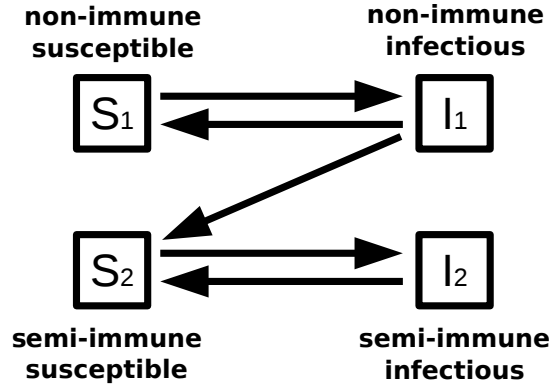 non-immune
susceptible
non-immune
infectious
S1
I1
S2
I2
semi-immune
susceptible
semi-immune
infectious